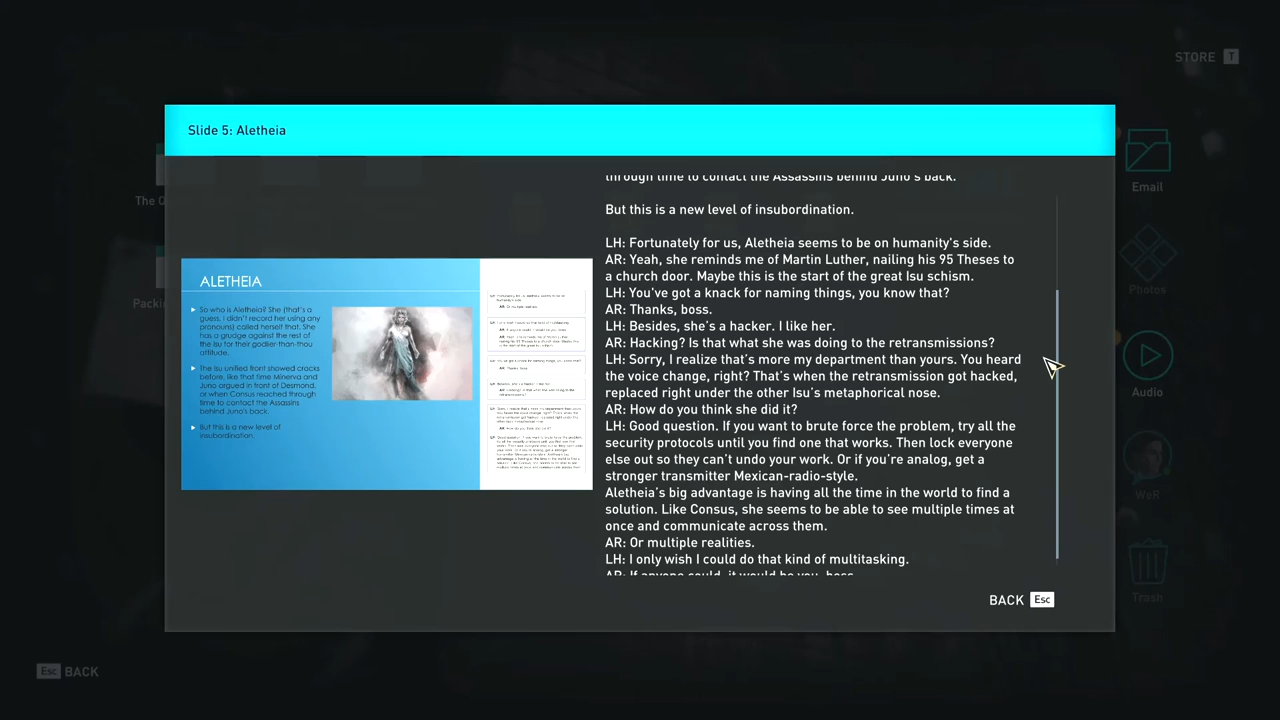 STORE T
Slide 5: Aletheia
The
Packin
through time to contact the Assassins behind Juno's back.
But this is a new level of insubordination.
LH: Fortunately for us, Aletheia seems to be on humanity's side.
AR: Yeah, she reminds me of Martin Luther, nailing his 95 Theses to
a church door. Maybe this is the start of the great Isu schism.
LH: You've got a knack for naming things, you know that?
AR: Thanks, boss.
LH: Besides, she's a hacker. I like her.
AR: Hacking? Is that what she was doing to the retransmissions?
LH: Sorry, I realize that's more my department than yours. You heard
the voice change, right? That's when the retransmission got hacked,
replaced right under the other Isu's metaphorical nose.
AR: How do you think she did it?
LH: Good question. If you want to brute force the problem, try all the
security protocols until you find one that works. Then lock everyone
else out so they can't undo your work. Or if you're analog, get a
stronger transmitter Mexican-radio-style.
Aletheia's big advantage is having all the time in the world to find a
solution. Like Consus, she seems to be able to see multiple times at
once and communicate across them.
AR: Or multiple realities.
LH: I only wish I could do that kind of multitasking.
AR: If anyone could, it would be you, boss.
ALETHEIA
So who is Aletheia? She (that's a
guess, I didn't record her using any
pronouns) called herself that. She
has a grudge against the rest of
the Isu for their godlier-than-thou
attitude.
The Isu unified front showed cracks
before, like that time Minerva and
Juno argued in front of Desmond,
or when Consus reached through
time to contact the Assassins
behind Juno's back.
But this is a new level of
insubordination.
Email
Photos
Audio
WeR
Trash
BACK Esc
Esc BACK